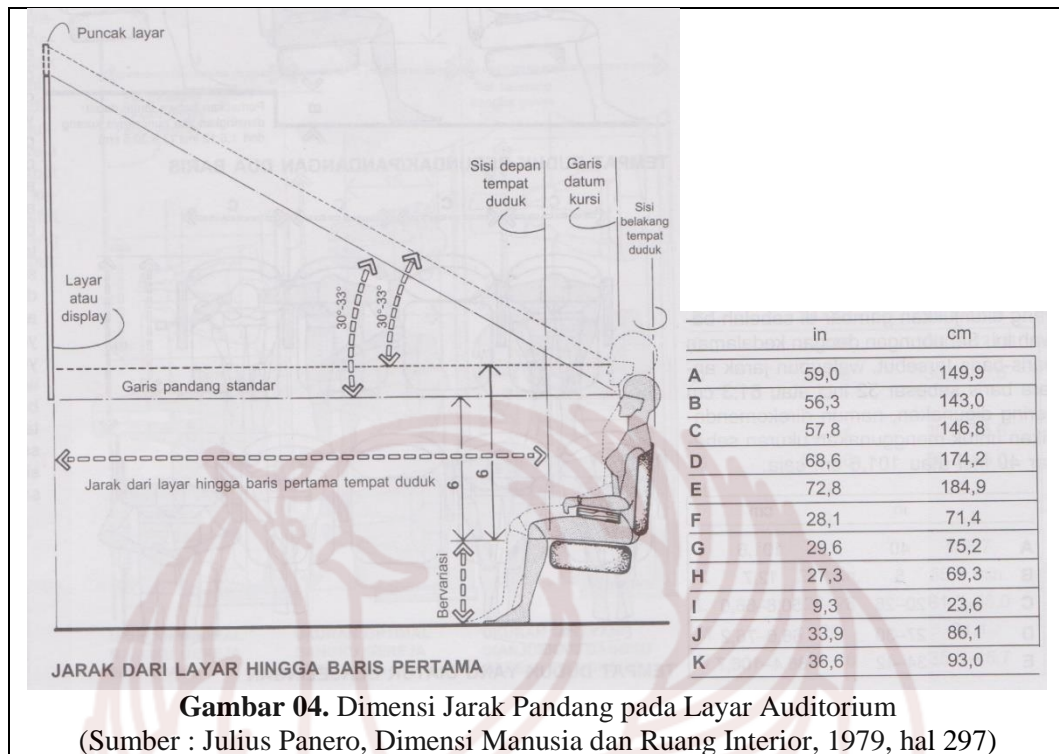 Puncak layar
Sisi depan
tempat
duduk
Garis
datum
kursi
Sisi
belakang
tempat
duduk
Layar
atau
display
30°-33°
30°-33°
Garis pandang standar
Jarak dari layar hingga baris pertama tempat duduk
9
9
Bervariasi
JARAK DARI LAYAR HINGGA BARIS PERTAMA
in cm
A 59,0 149,9
B 56,3 143,0
C 57,8 146,8
D 68,6 174,2
E 72,8 184,9
F 28,1 71,4
G 29,6 75,2
H 27,3 69,3
I 9,3 23,6
J 33,9 86,1
K 36,6 93,0
Gambar 04. Dimensi Jarak Pandang pada Layar Auditorium
(Sumber : Julius Panero, Dimensi Manusia dan Ruang Interior, 1979, hal 297)